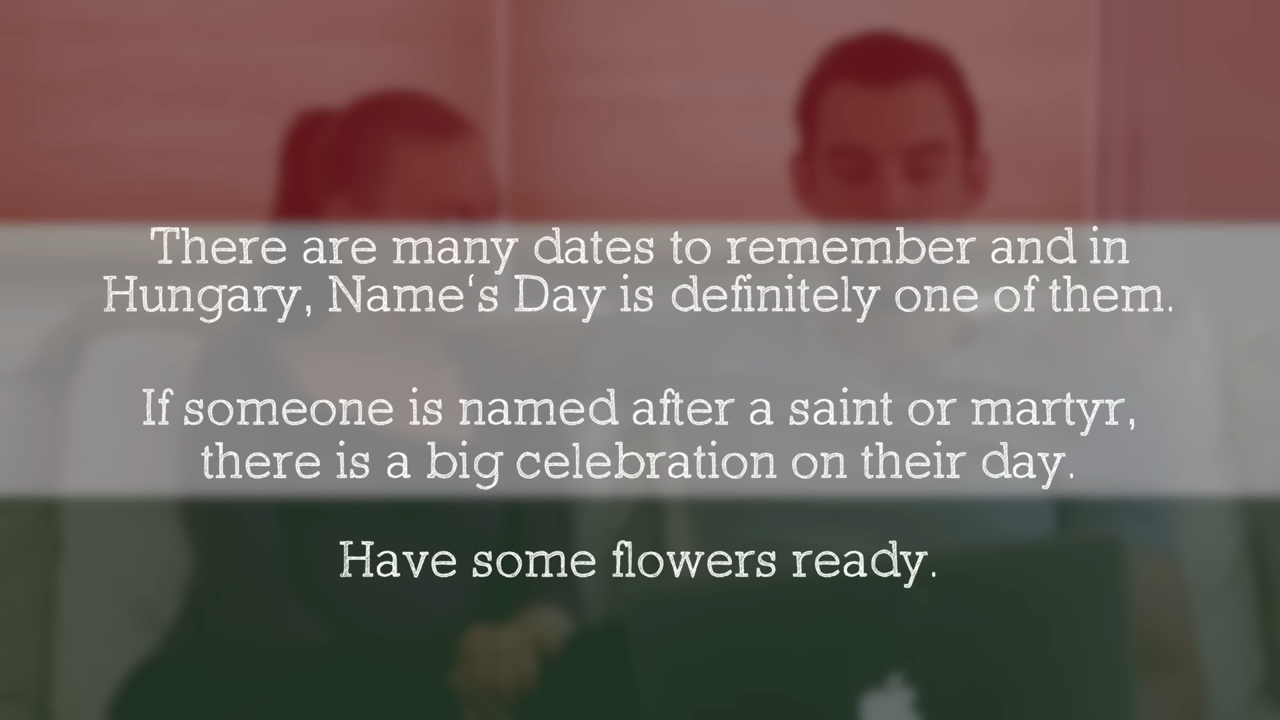 There are many dates to remember and in
Hungary, Name‘s Day is definitely one of them.
If someone is named after a saint or martyr,
there is a big celebration on their day.
Have some flowers ready.